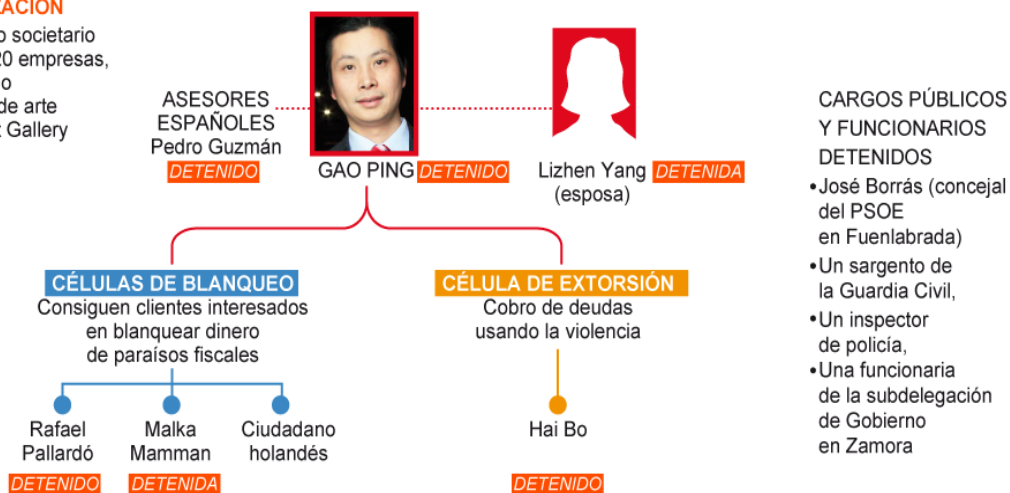 ZACIÓN
o societario
20 empresas,
o
de arte
t Gallery
ASESORES
ESPAÑOLES
Pedro Guzmán
DETENIDO
GAO PING DETENIDO
Lizhen Yang DETENIDA
(esposa)
CÉLULAS DE BLANQUEO
Consiguen clientes interesados
en blanquear dinero
de paraísos fiscales
Rafael
Pallardó
DETENIDO
Malka
Mamman
DETENIDA
Ciudadano
holandés
CÉLULA DE EXTORSIÓN
Cobro de deudas
usando la violencia
Hai Bo
DETENIDO
CARGOS PÚBLICOS
Y FUNCIONARIOS
DETENIDOS
•José Borrás (concejal
del PSOE
en Fuenlabrada)
•Un sargento de
la Guardia Civil,
•Un inspector
de policía,
•Una funcionaria
de la subdelegación
de Gobierno
en Zamora